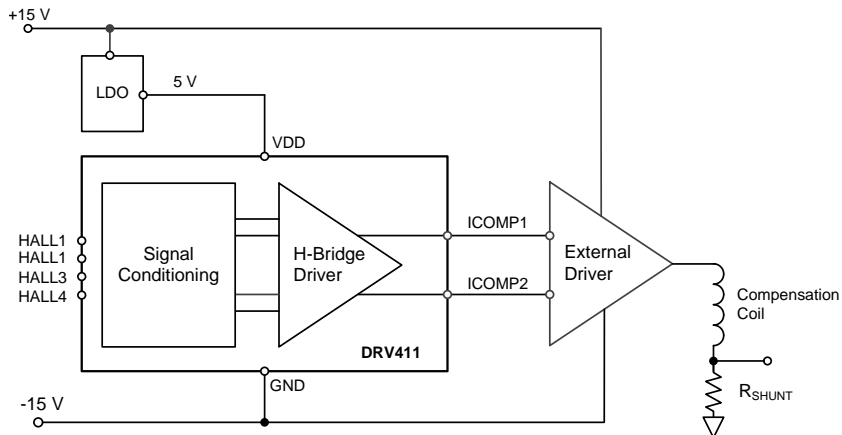 +15 V
LDO
5 V
VDD
HALL1
HALL1
HALL3
HALL4
Signal
Conditioning
H-Bridge
Driver
DRV411
ICOMP1
ICOMP2
External
Driver
Compensation
Coil
GND
RSHUNT
-15 V